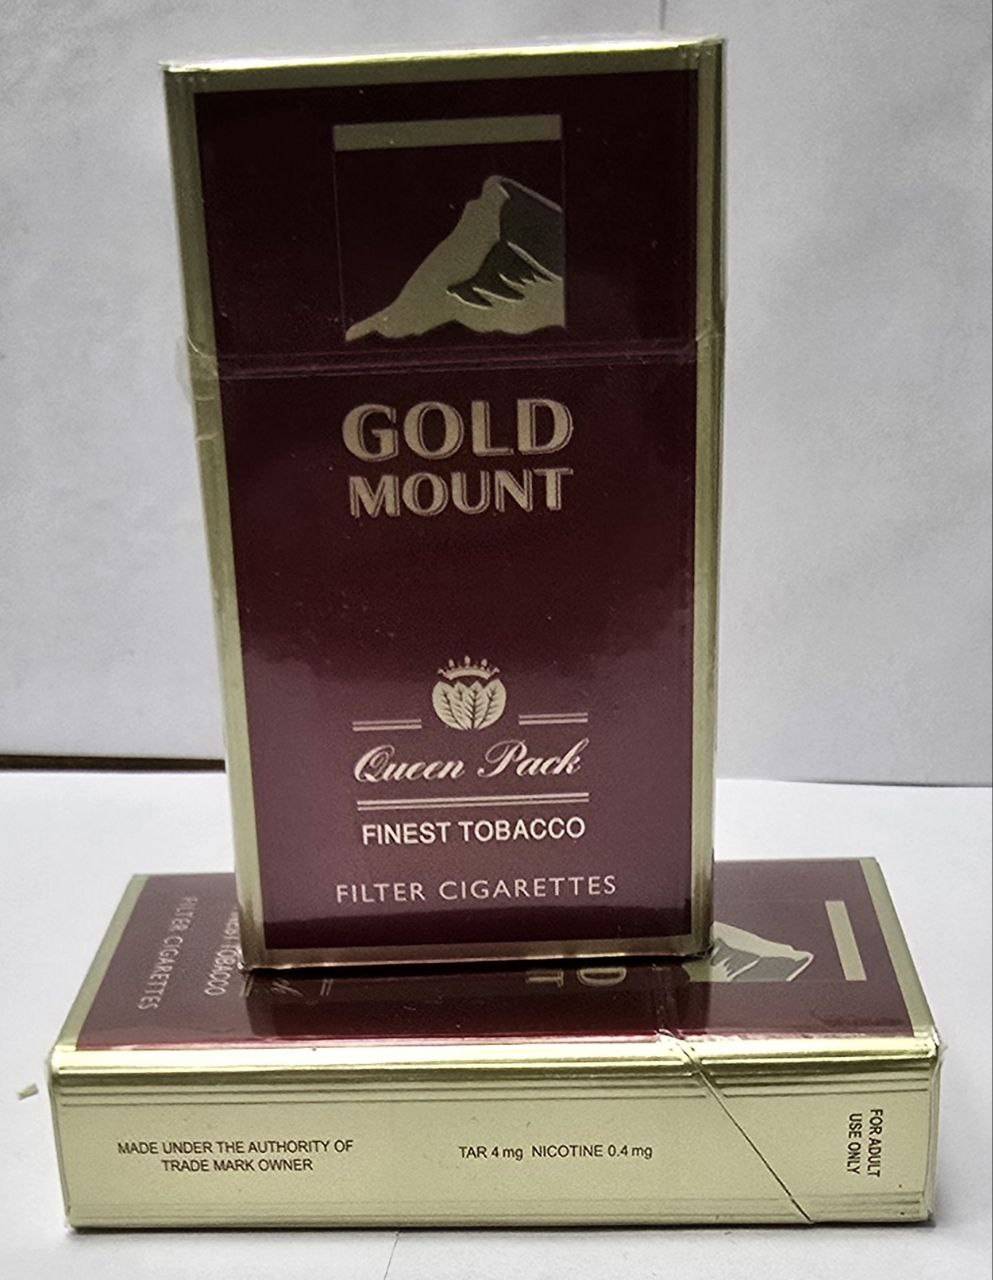 GOLD
MOUNT
Queen Pack
FINEST TOBACCO
FILTER CIGARETTES
FILTER CIGARETTES
TOBACCO
MADE UNDER THE AUTHORITY OF
TRADE MARK OWNER
TAR 4 mg NICOTINE 0.4 mg
FOR ADULT
USE ONLY